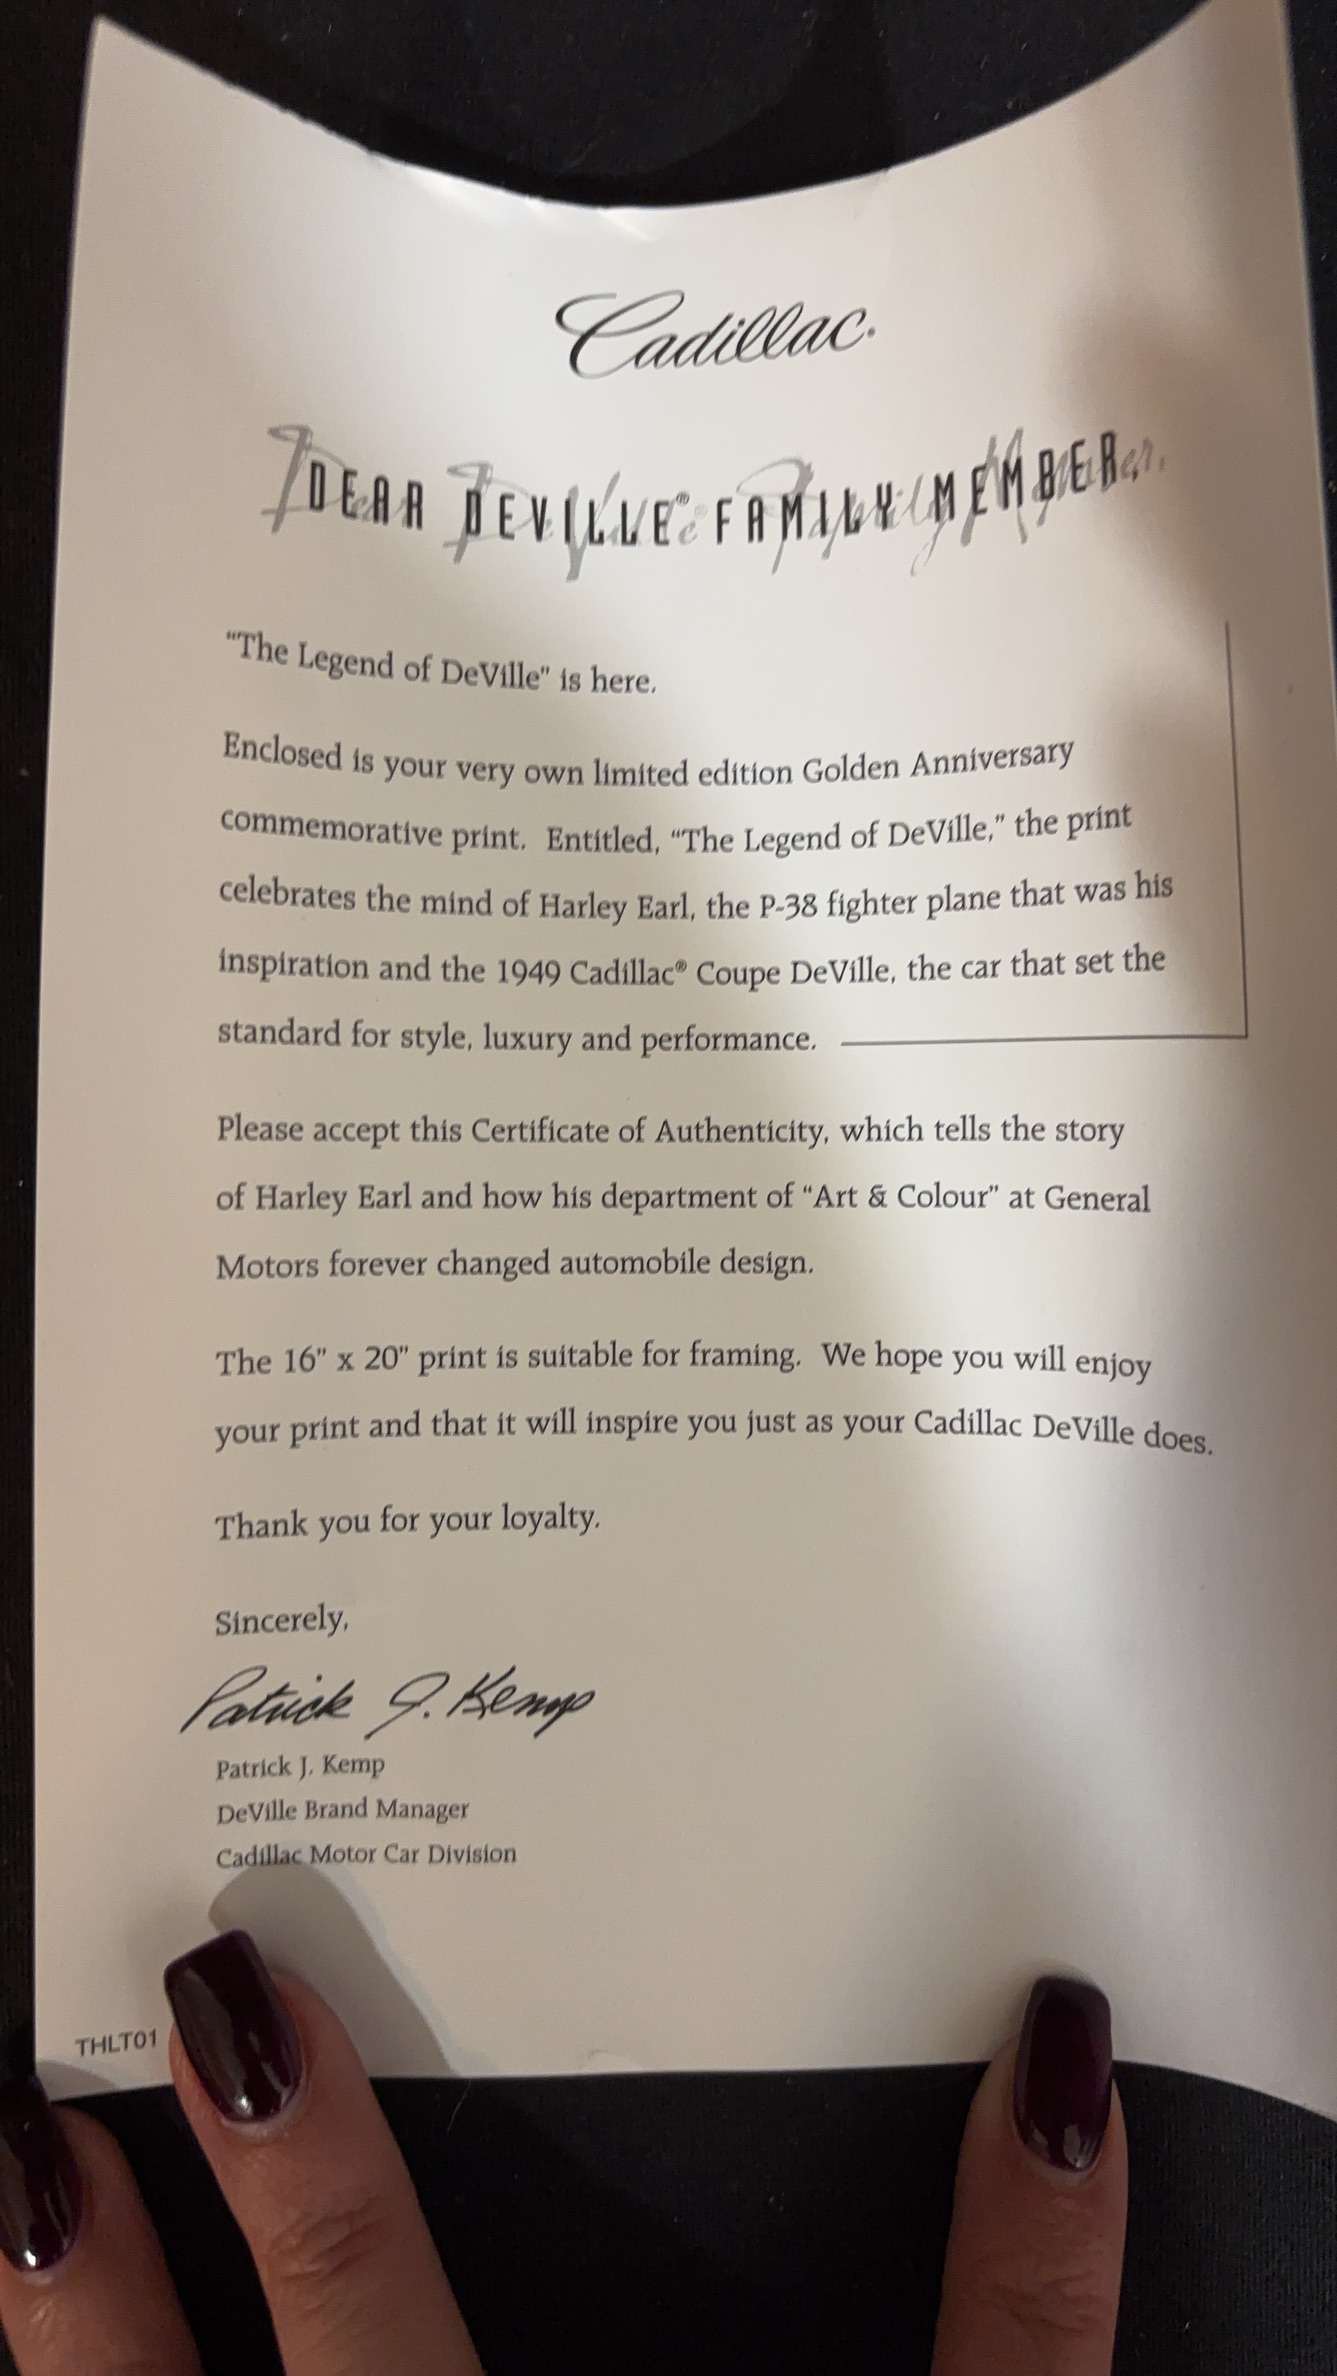 Cadillac.
DEAR DEVILLE® FAMILY MEMBER
“The Legend of DeVille” is here.
Enclosed is your very own limited edition Golden Anniversary
commemorative print. Entitled, “The Legend of DeVille,” the print
celebrates the mind of Harley Earl, the P-38 fighter plane that was his
inspiration and the 1949 Cadillac® Coupe DeVille, the car that set the
standard for style, luxury and performance.
Please accept this Certificate of Authenticity, which tells the story
of Harley Earl and how his department of “Art & Colour” at General
Motors forever changed automobile design.
The 16" x 20" print is suitable for framing. We hope you will enjoy
your print and that it will inspire you just as your Cadillac DeVille does.
Thank you for your loyalty.
Sincerely,
Patrick J. Kemp
Patrick J. Kemp
DeVille Brand Manager
Cadillac Motor Car Division
THLT01